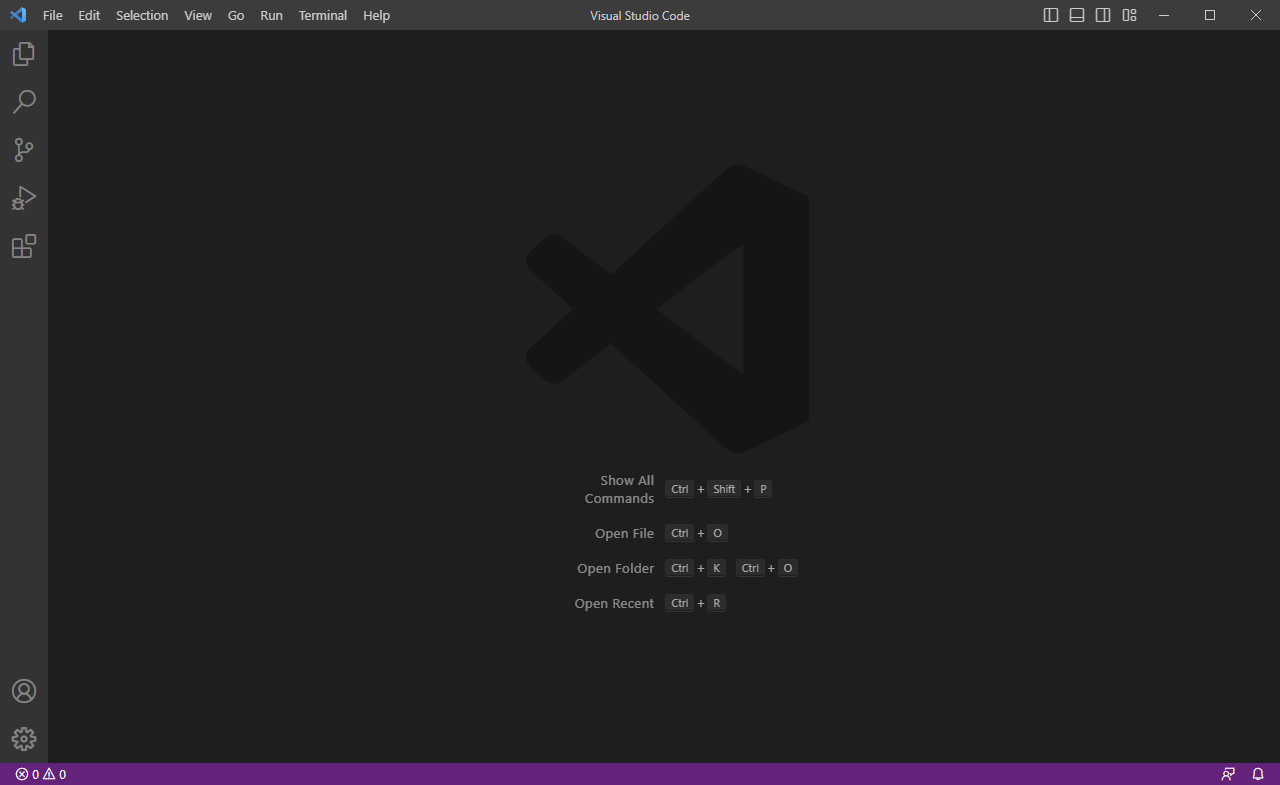 File Edit Selection View Go Run Terminal Help Visual Studio Code
Show All
Commands Ctrl + Shift + P
Open File Ctrl + O
Open Folder Ctrl + K Ctrl + O
Open Recent Ctrl + R
0 0